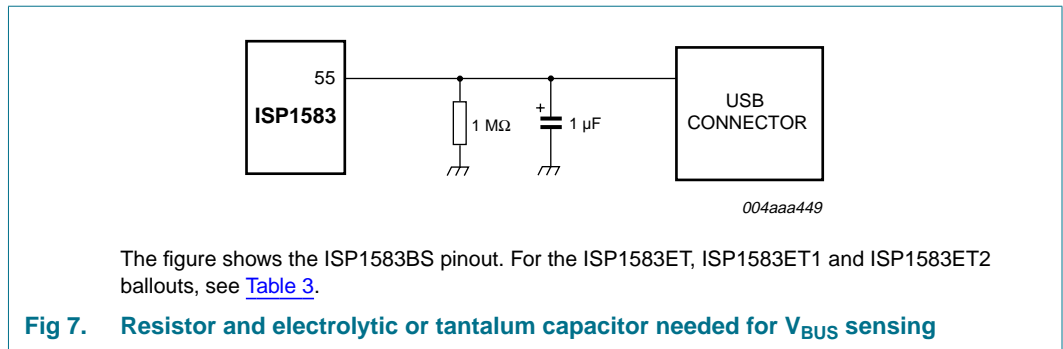 55
ISP1583
1 MΩ
+
1 µF
USB
CONNECTOR
004aaa449
The figure shows the ISP1583BS pinout. For the ISP1583ET, ISP1583ET1 and ISP1583ET2
ballouts, see Table 3.
Fig 7. Resistor and electrolytic or tantalum capacitor needed for VBUS sensing